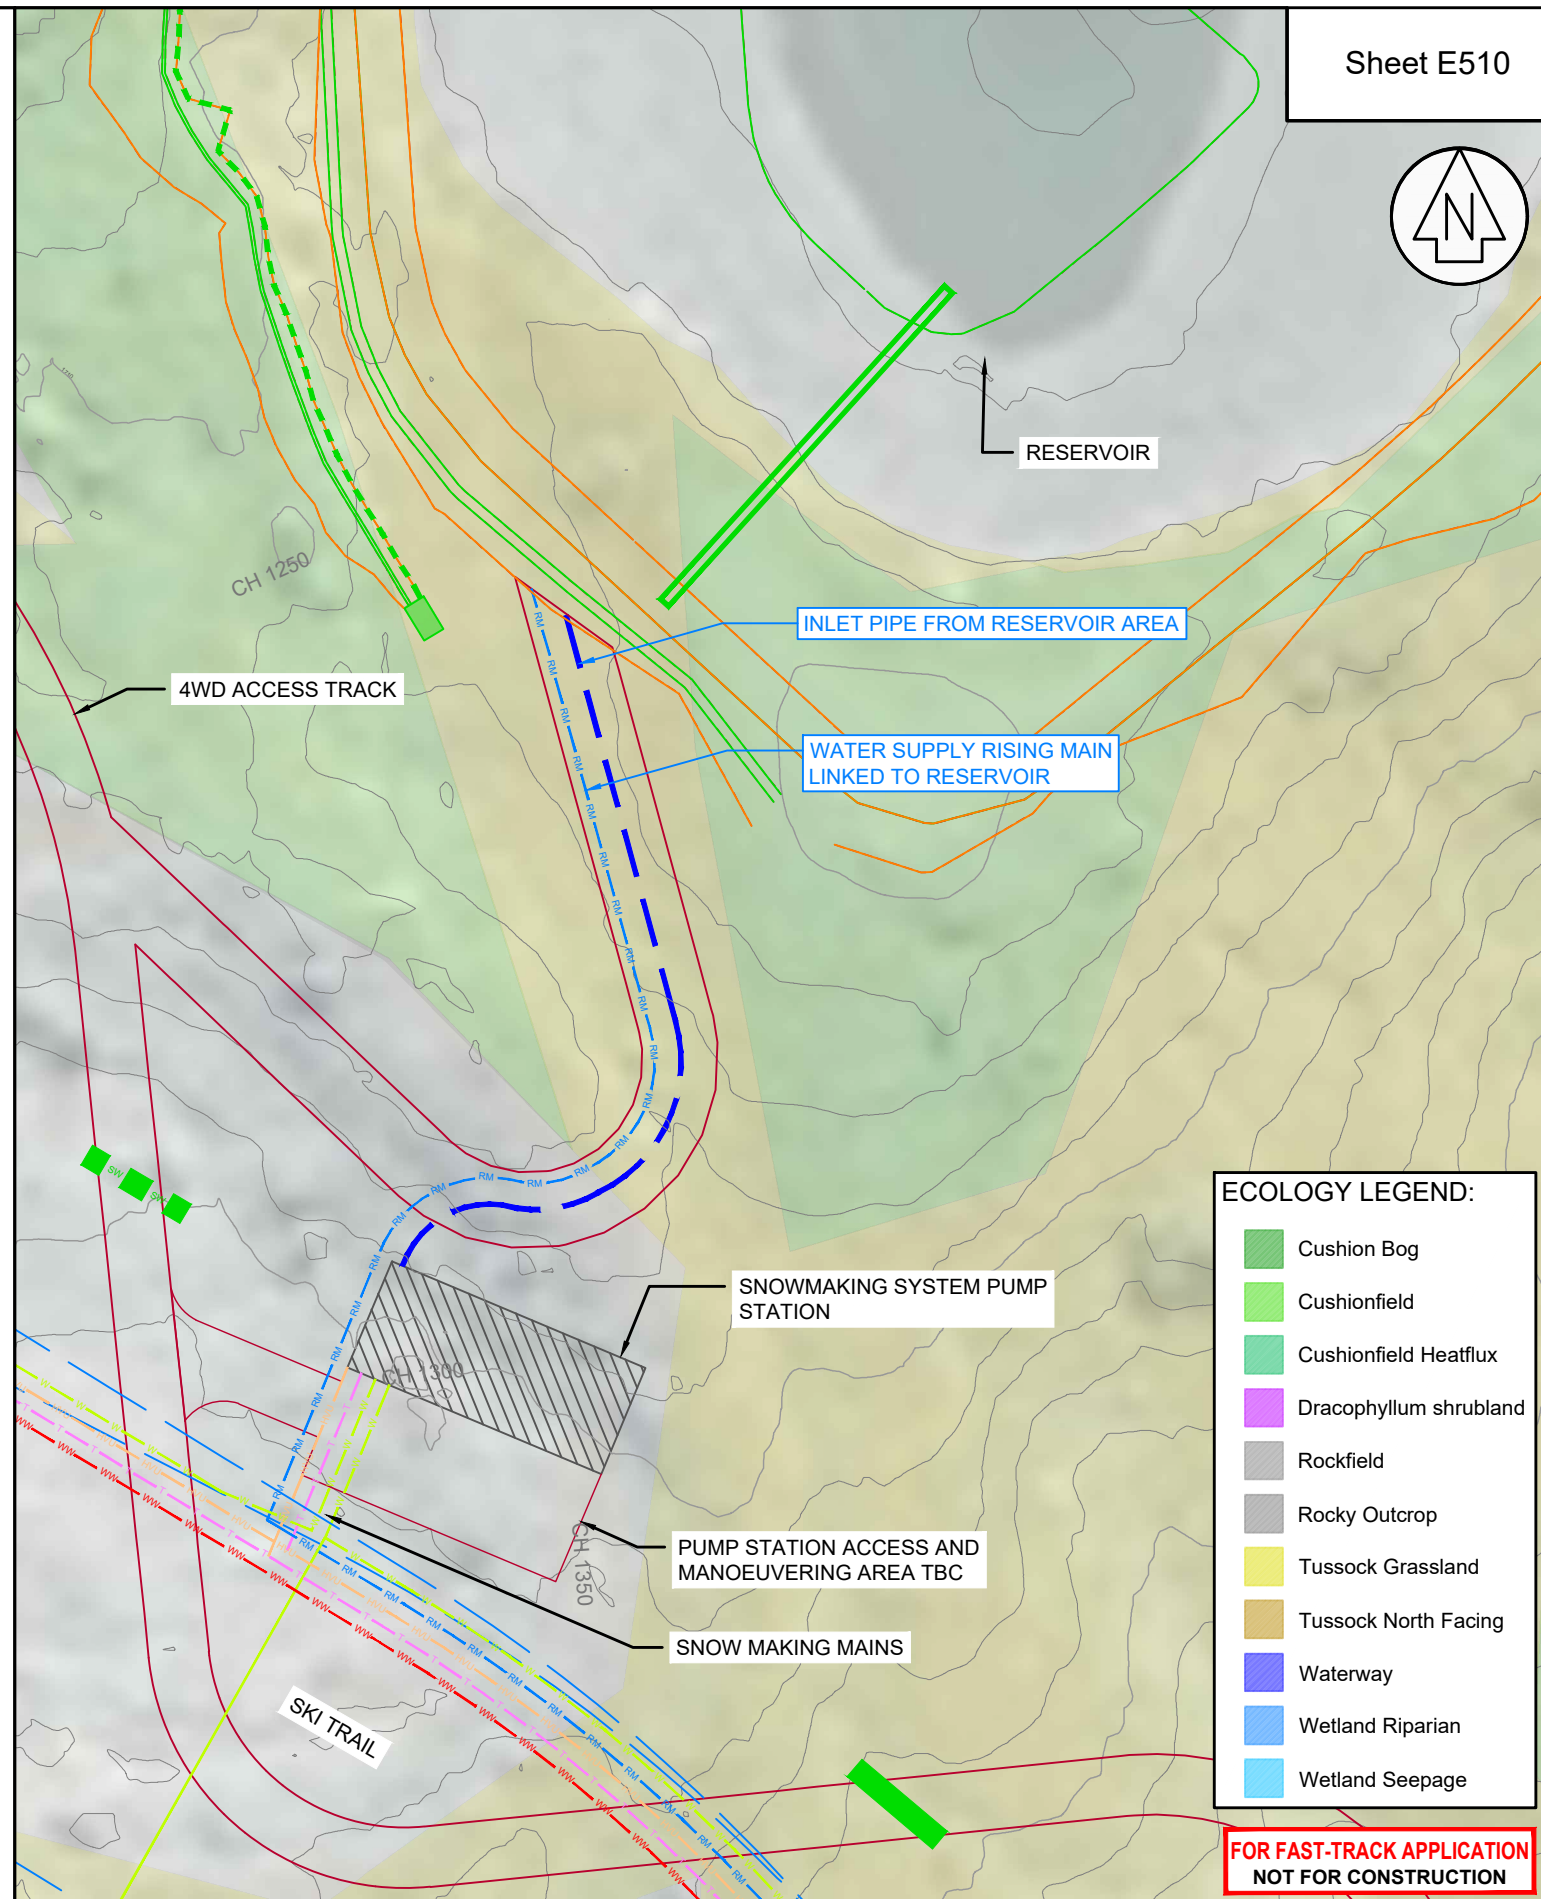 Sheet E510
N
RESERVOIR
CH 1250
INLET PIPE FROM RESERVOIR AREA
4WD ACCESS TRACK
WATER SUPPLY RISING MAIN
LINKED TO RESERVOIR
SNOWMAKING SYSTEM PUMP
STATION
CH 1300
PUMP STATION ACCESS AND
MANOEUVERING AREA TBC
CH 1350
SNOW MAKING MAINS
SKI TRAIL
ECOLOGY LEGEND:
Cushion Bog
Cushionfield
Cushionfield Heatflux
Dracophyllum shrubland
Rockfield
Rocky Outcrop
Tussock Grassland
Tussock North Facing
Waterway
Wetland Riparian
Wetland Seepage
FOR FAST-TRACK APPLICATION
NOT FOR CONSTRUCTION